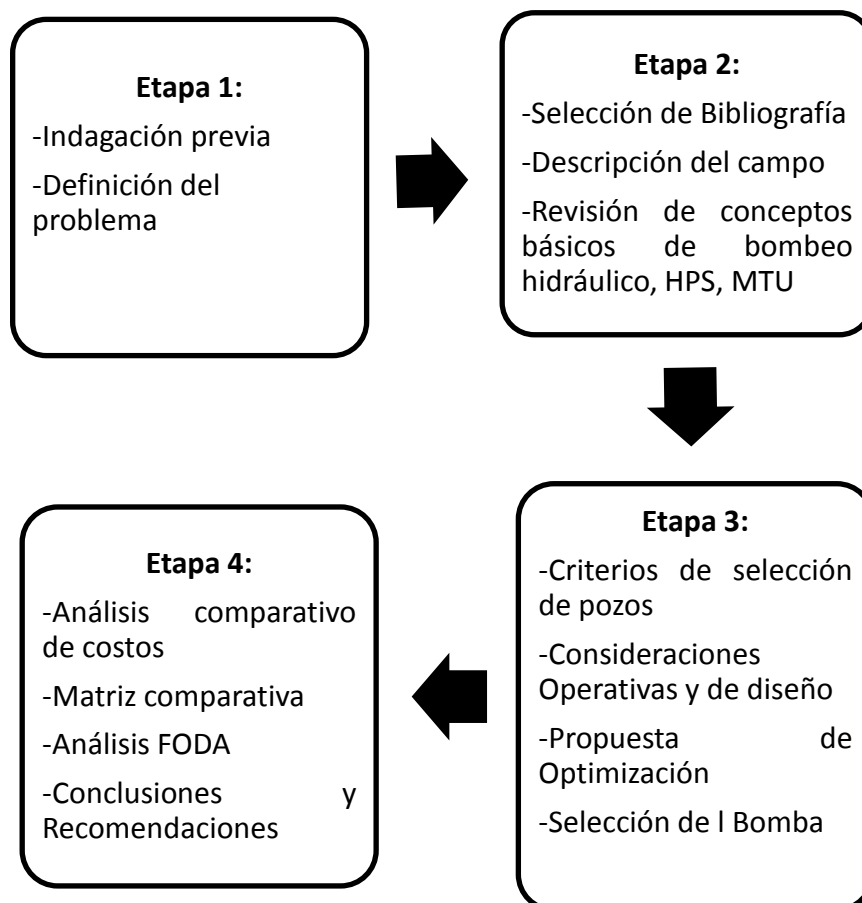 Etapa 1:
-Indagación previa
-Definición del
problema
Etapa 2:
-Selección de Bibliografía
-Descripción del campo
-Revisión de conceptos
básicos de bombeo
hidráulico, HPS, MTU
Etapa 3:
-Criterios de selección
de pozos
-Consideraciones
Operativas y de diseño
-Propuesta de
Optimización
-Selección de l Bomba
Etapa 4:
-Análisis comparativo
de costos
-Matriz comparativa
-Análisis FODA
-Conclusiones y
Recomendaciones